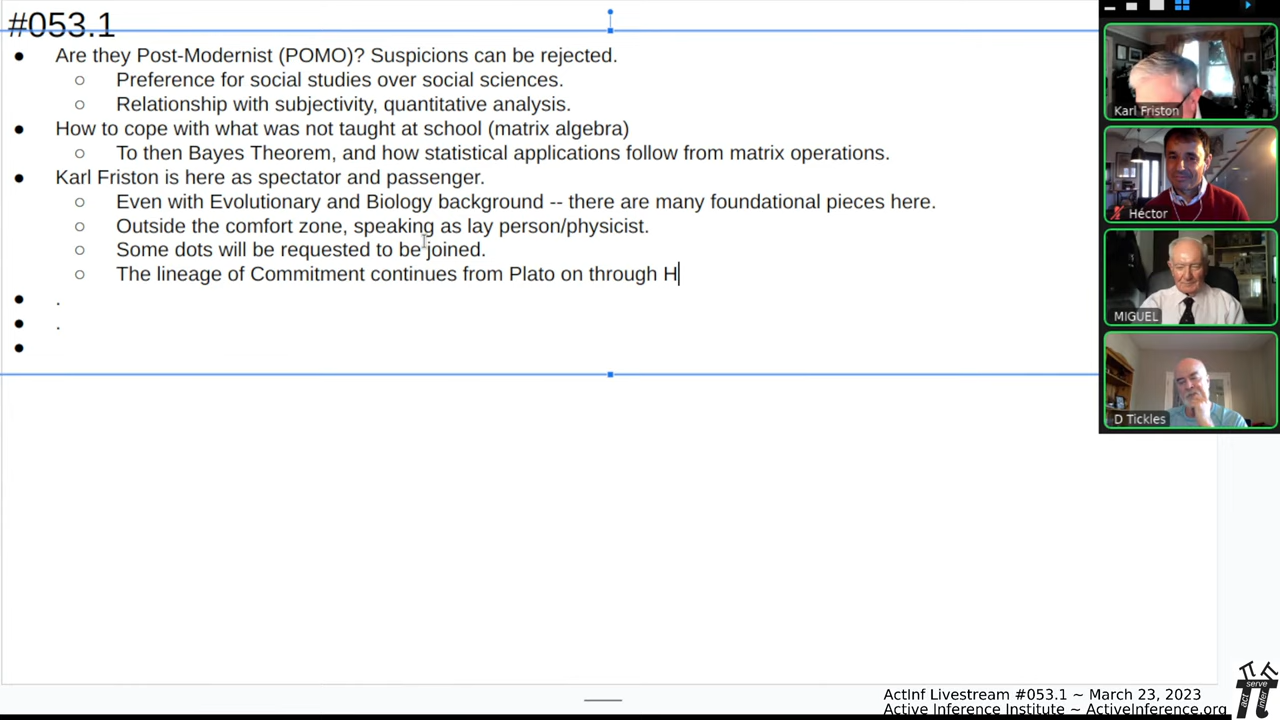 #053.1
● Are they Post-Modernist (POMO)? Suspicions can be rejected.
○ Preference for social studies over social sciences.
○ Relationship with subjectivity, quantitative analysis.
● How to cope with what was not taught at school (matrix algebra)
○ To then Bayes Theorem, and how statistical applications follow from matrix operations.
● Karl Friston is here as spectator and passenger.
○ Even with Evolutionary and Biology background -- there are many foundational pieces here.
○ Outside the comfort zone, speaking as lay person/physicist.
○ Some dots will be requested to be joined.
○ The lineage of Commitment continues from Plato on through H
● .
● .
●
Karl Friston
Héctor
MIGUEL
D Tickles
ActInf Livestream #053.1 ~ March 23, 2023
Active Inference Institute ~ ActiveInference.org
serve
act
infer